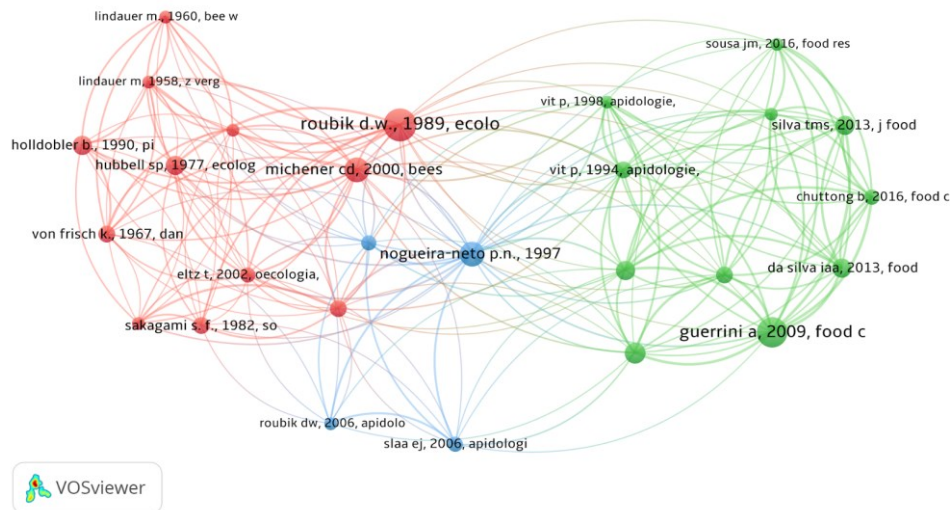 lindauer m., 1960, bee w
sousa jm, 2016, food res
lindauer m, 1958, z verg
vit p, 1998, apidologie,
roubik d.w., 1989, ecolo
silva tms, 2013, j food
holldobler b., 1990, pi
hubbell sp, 1977, ecolog
michener cd, 2000, bees
vit p, 1994, apidologie,
chuttong b, 2016, food c
von frisch k., 1967, dan
nogueira-neto p.n., 1997
eltz t, 2002, oecologia,
da silva iaa, 2013, food
sakagami s. f., 1982, so
guerrini a, 2009, food c
roubik dw, 2006, apidolo
slaa ej, 2006, apidologi
VOSviewer